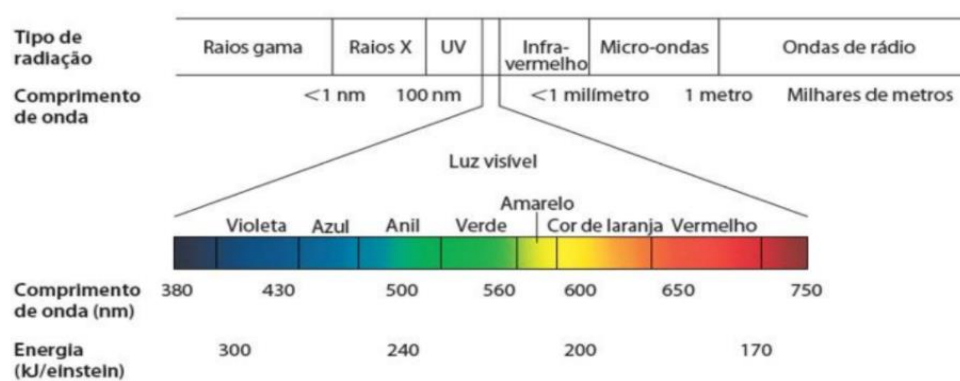 Tipo de radiação
Raios gama Raios X UV Infra-vermelho Micro-ondas Ondas de rádio
Comprimento de onda
<1 nm 100 nm <1 milímetro 1 metro Milhares de metros
Luz visível
Amarelo
Violeta Azul Anil Verde Cor de laranja Vermelho
Comprimento de onda (nm)
380 430 500 560 600 650 750
Energia (kJ/einstein)
300 240 200 170